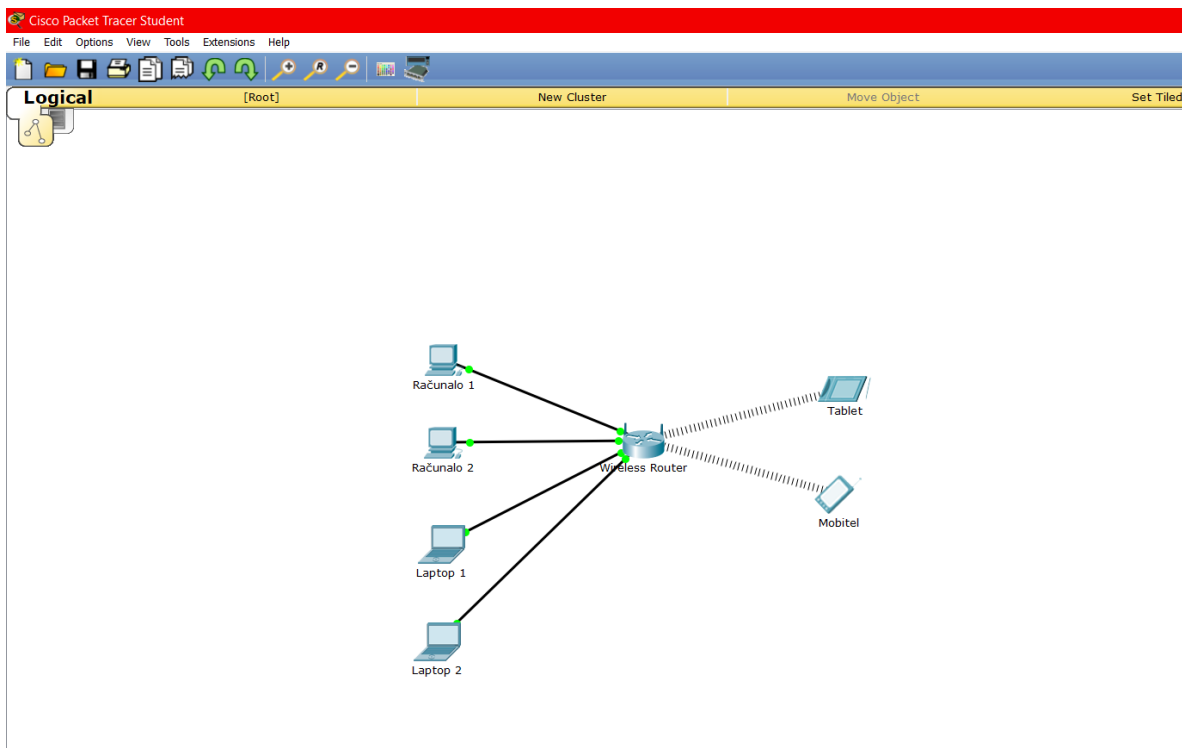 Cisco Packet Tracer Student
File Edit Options View Tools Extensions Help
Logical [Root] New Cluster Move Object Set Tiled
Računalo 1
Tablet
Računalo 2
Wireless Router
Mobitel
Laptop 1
Laptop 2